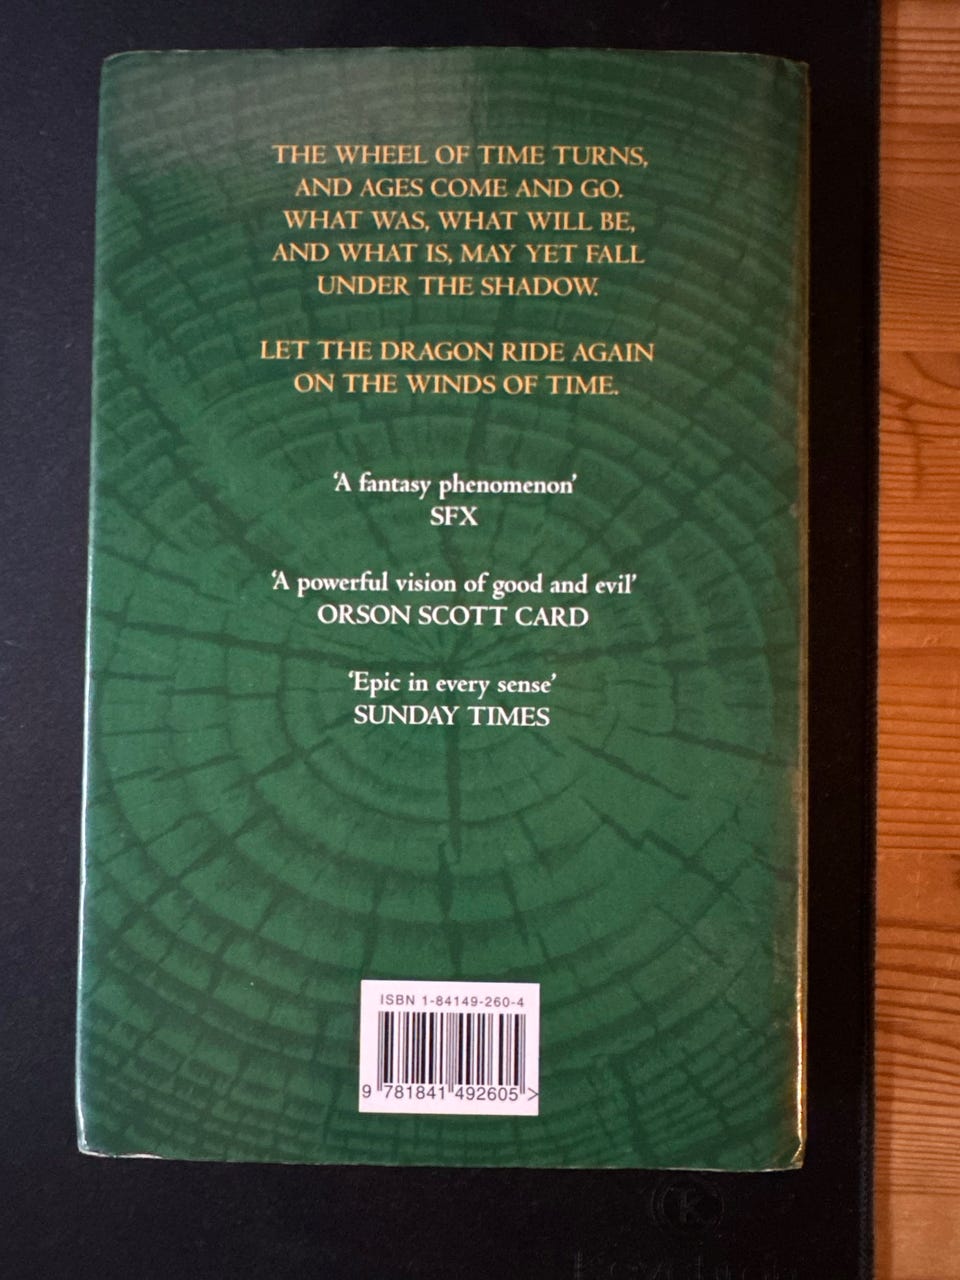 THE WHEEL OF TIME TURNS,
AND AGES COME AND GO.
WHAT WAS, WHAT WILL BE,
AND WHAT IS, MAY YET FALL
UNDER THE SHADOW.
LET THE DRAGON RIDE AGAIN
ON THE WINDS OF TIME.
‘A fantasy phenomenon’
SFX
‘A powerful vision of good and evil’
ORSON SCOTT CARD
‘Epic in every sense’
SUNDAY TIMES
ISBN 1-84149-260-4
9 781841 492605 >
K